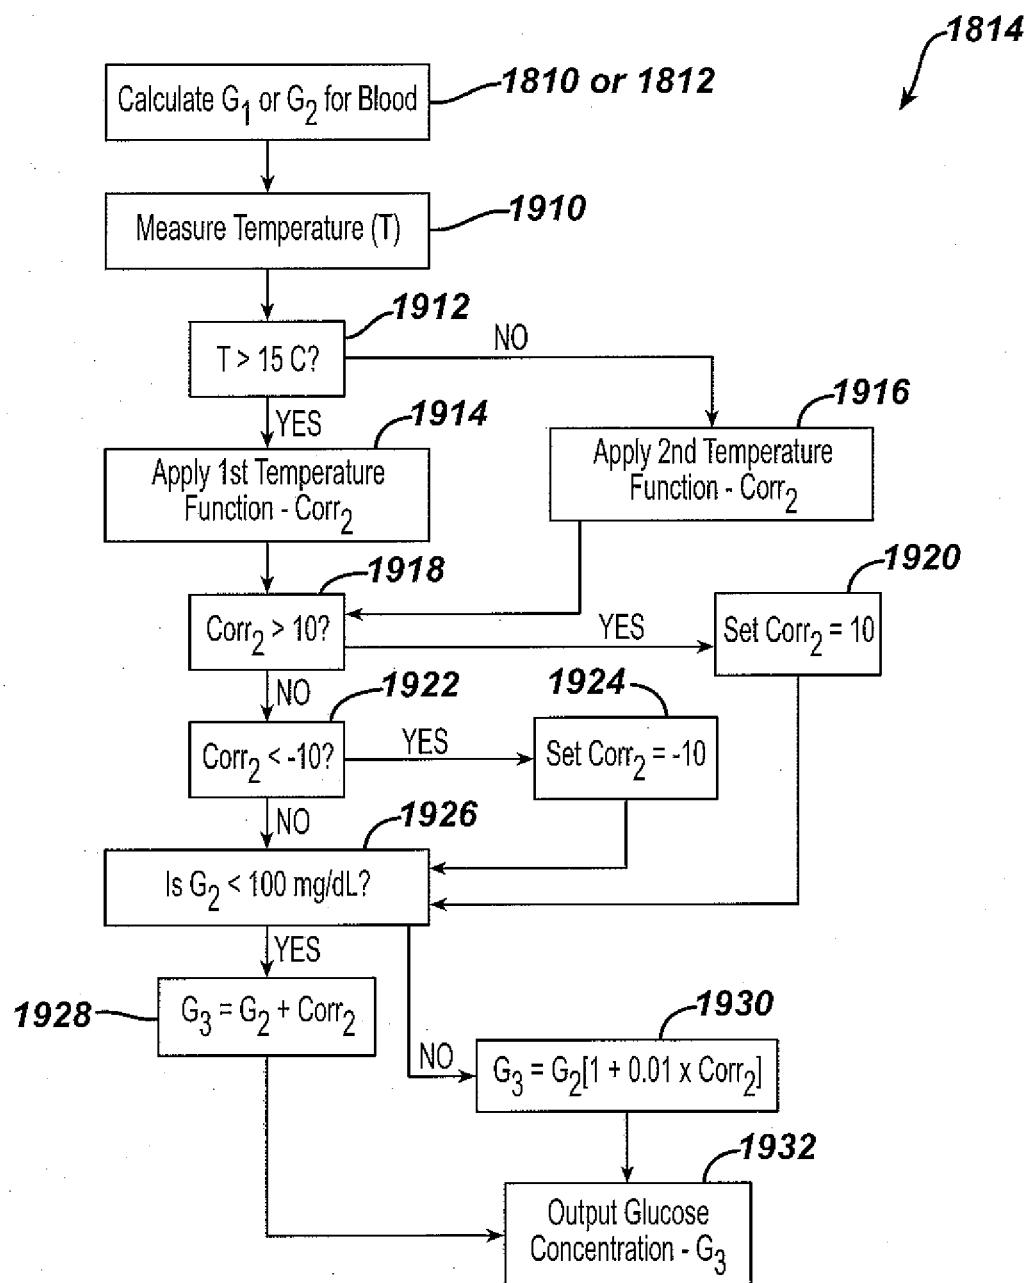 1814
1810 or 1812
Calculate G₁ or G₂ for Blood
1910
Measure Temperature (T)
1912
T > 15 C?
NO
YES
1914
Apply 1st Temperature
Function - Corr₂
1916
Apply 2nd Temperature
Function - Corr₂
1918
Corr₂ > 10?
YES
1920
Set Corr₂ = 10
NO
1922
Corr₂ < -10?
YES
1924
Set Corr₂ = -10
NO
1926
Is G₂ < 100 mg/dL?
YES
1928
G₃ = G₂ + Corr₂
NO
1930
G₃ = G₂[1 + 0.01 x Corr₂]
1932
Output Glucose
Concentration - G₃